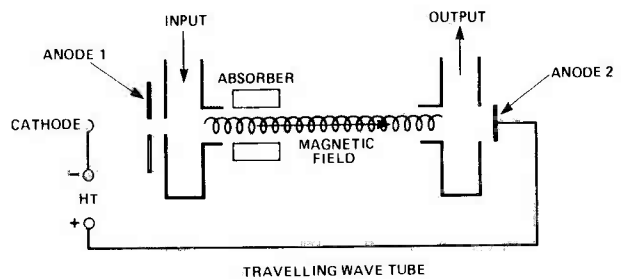 INPUT
OUTPUT
ANODE 1
ABSORBER
ANODE 2
CATHODE
MAGNETIC
FIELD
−
HT
+
TRAVELLING WAVE TUBE